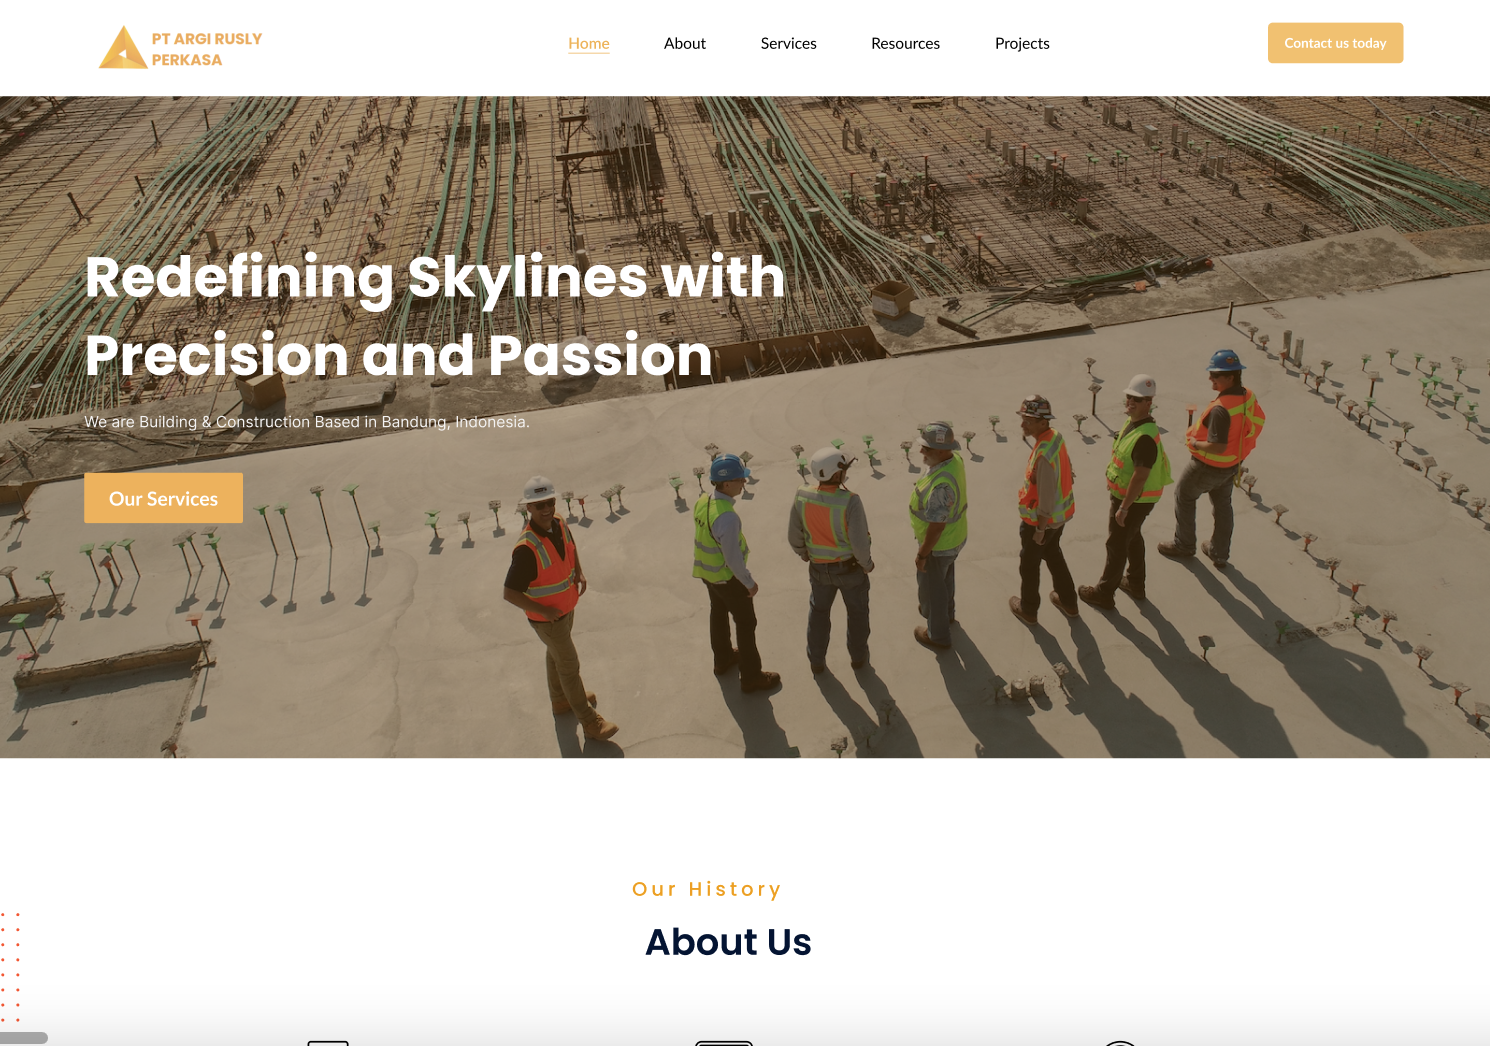 PT ARGI RUSLY
PERKASA
Home
About
Services
Resources
Projects
Contact us today
Redefining Skylines with
Precision and Passion
We are Building & Construction Based in Bandung, Indonesia.
Our Services
Our History
About Us